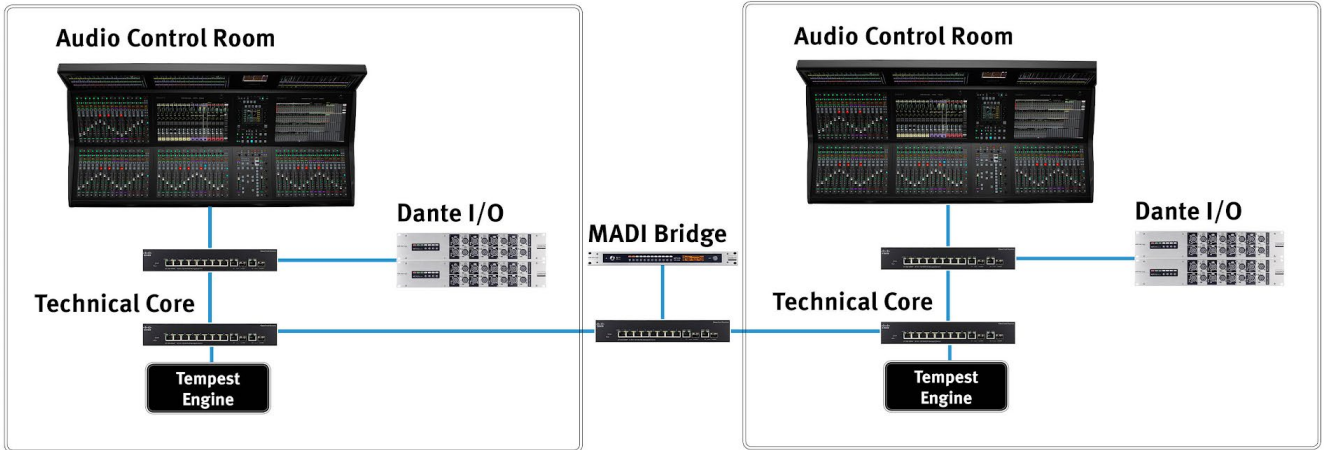 Audio Control Room
Dante I/O
Technical Core
Tempest
Engine
MADI Bridge
Audio Control Room
Dante I/O
Technical Core
Tempest
Engine